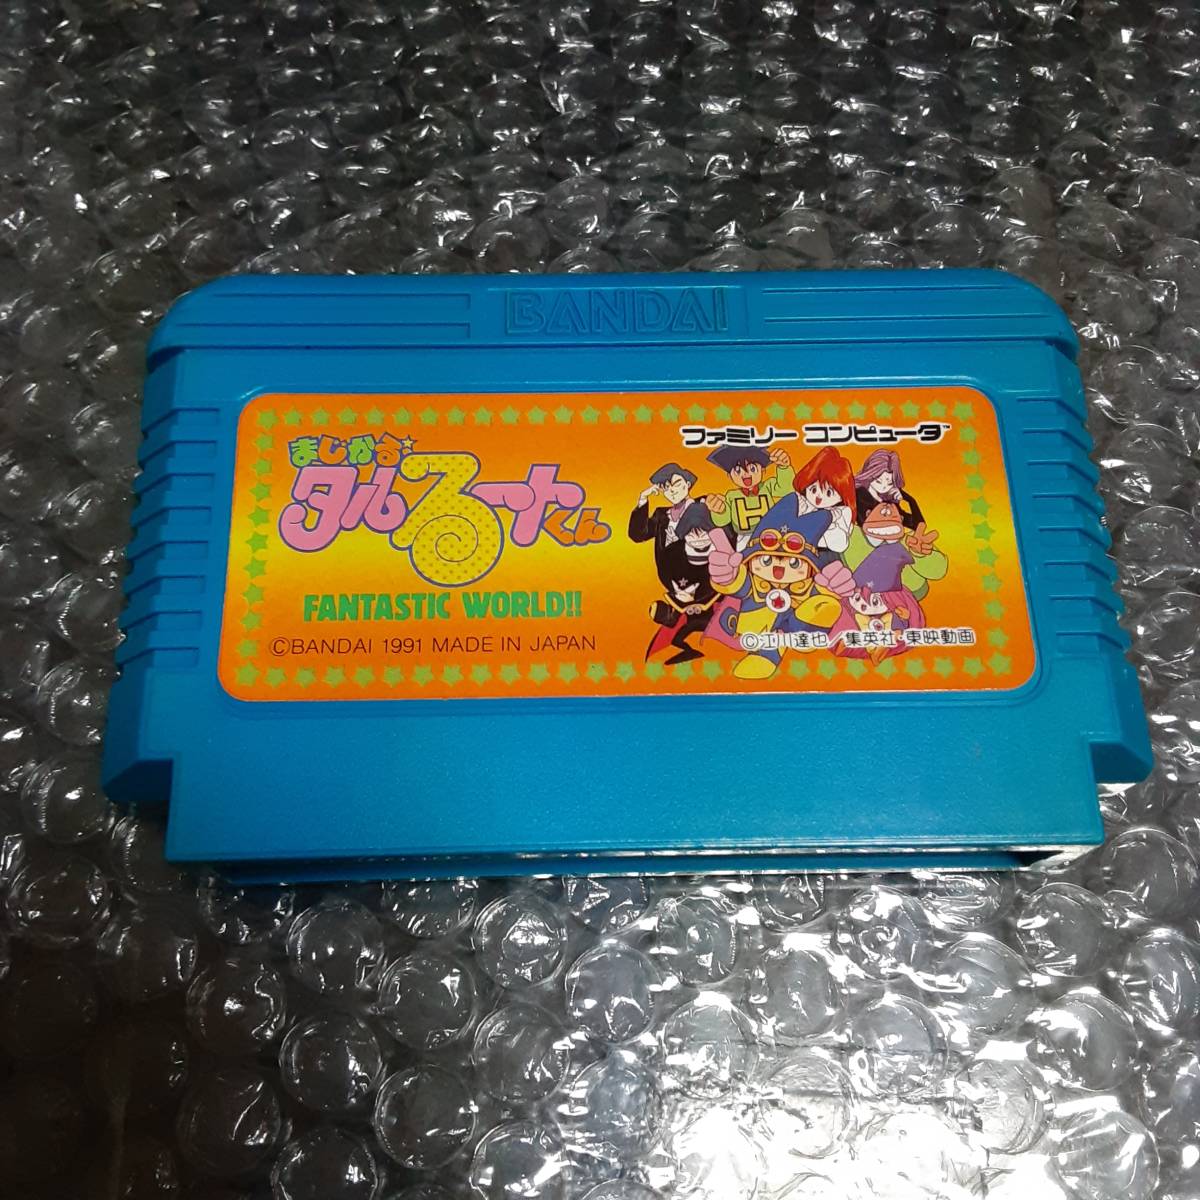 BANDAI
ファミリー コンピュータ™
まじかる☆
タルるートくん
FANTASTIC WORLD!!
©BANDAI 1991 MADE IN JAPAN
H
©江川達也/集英社・東映動画